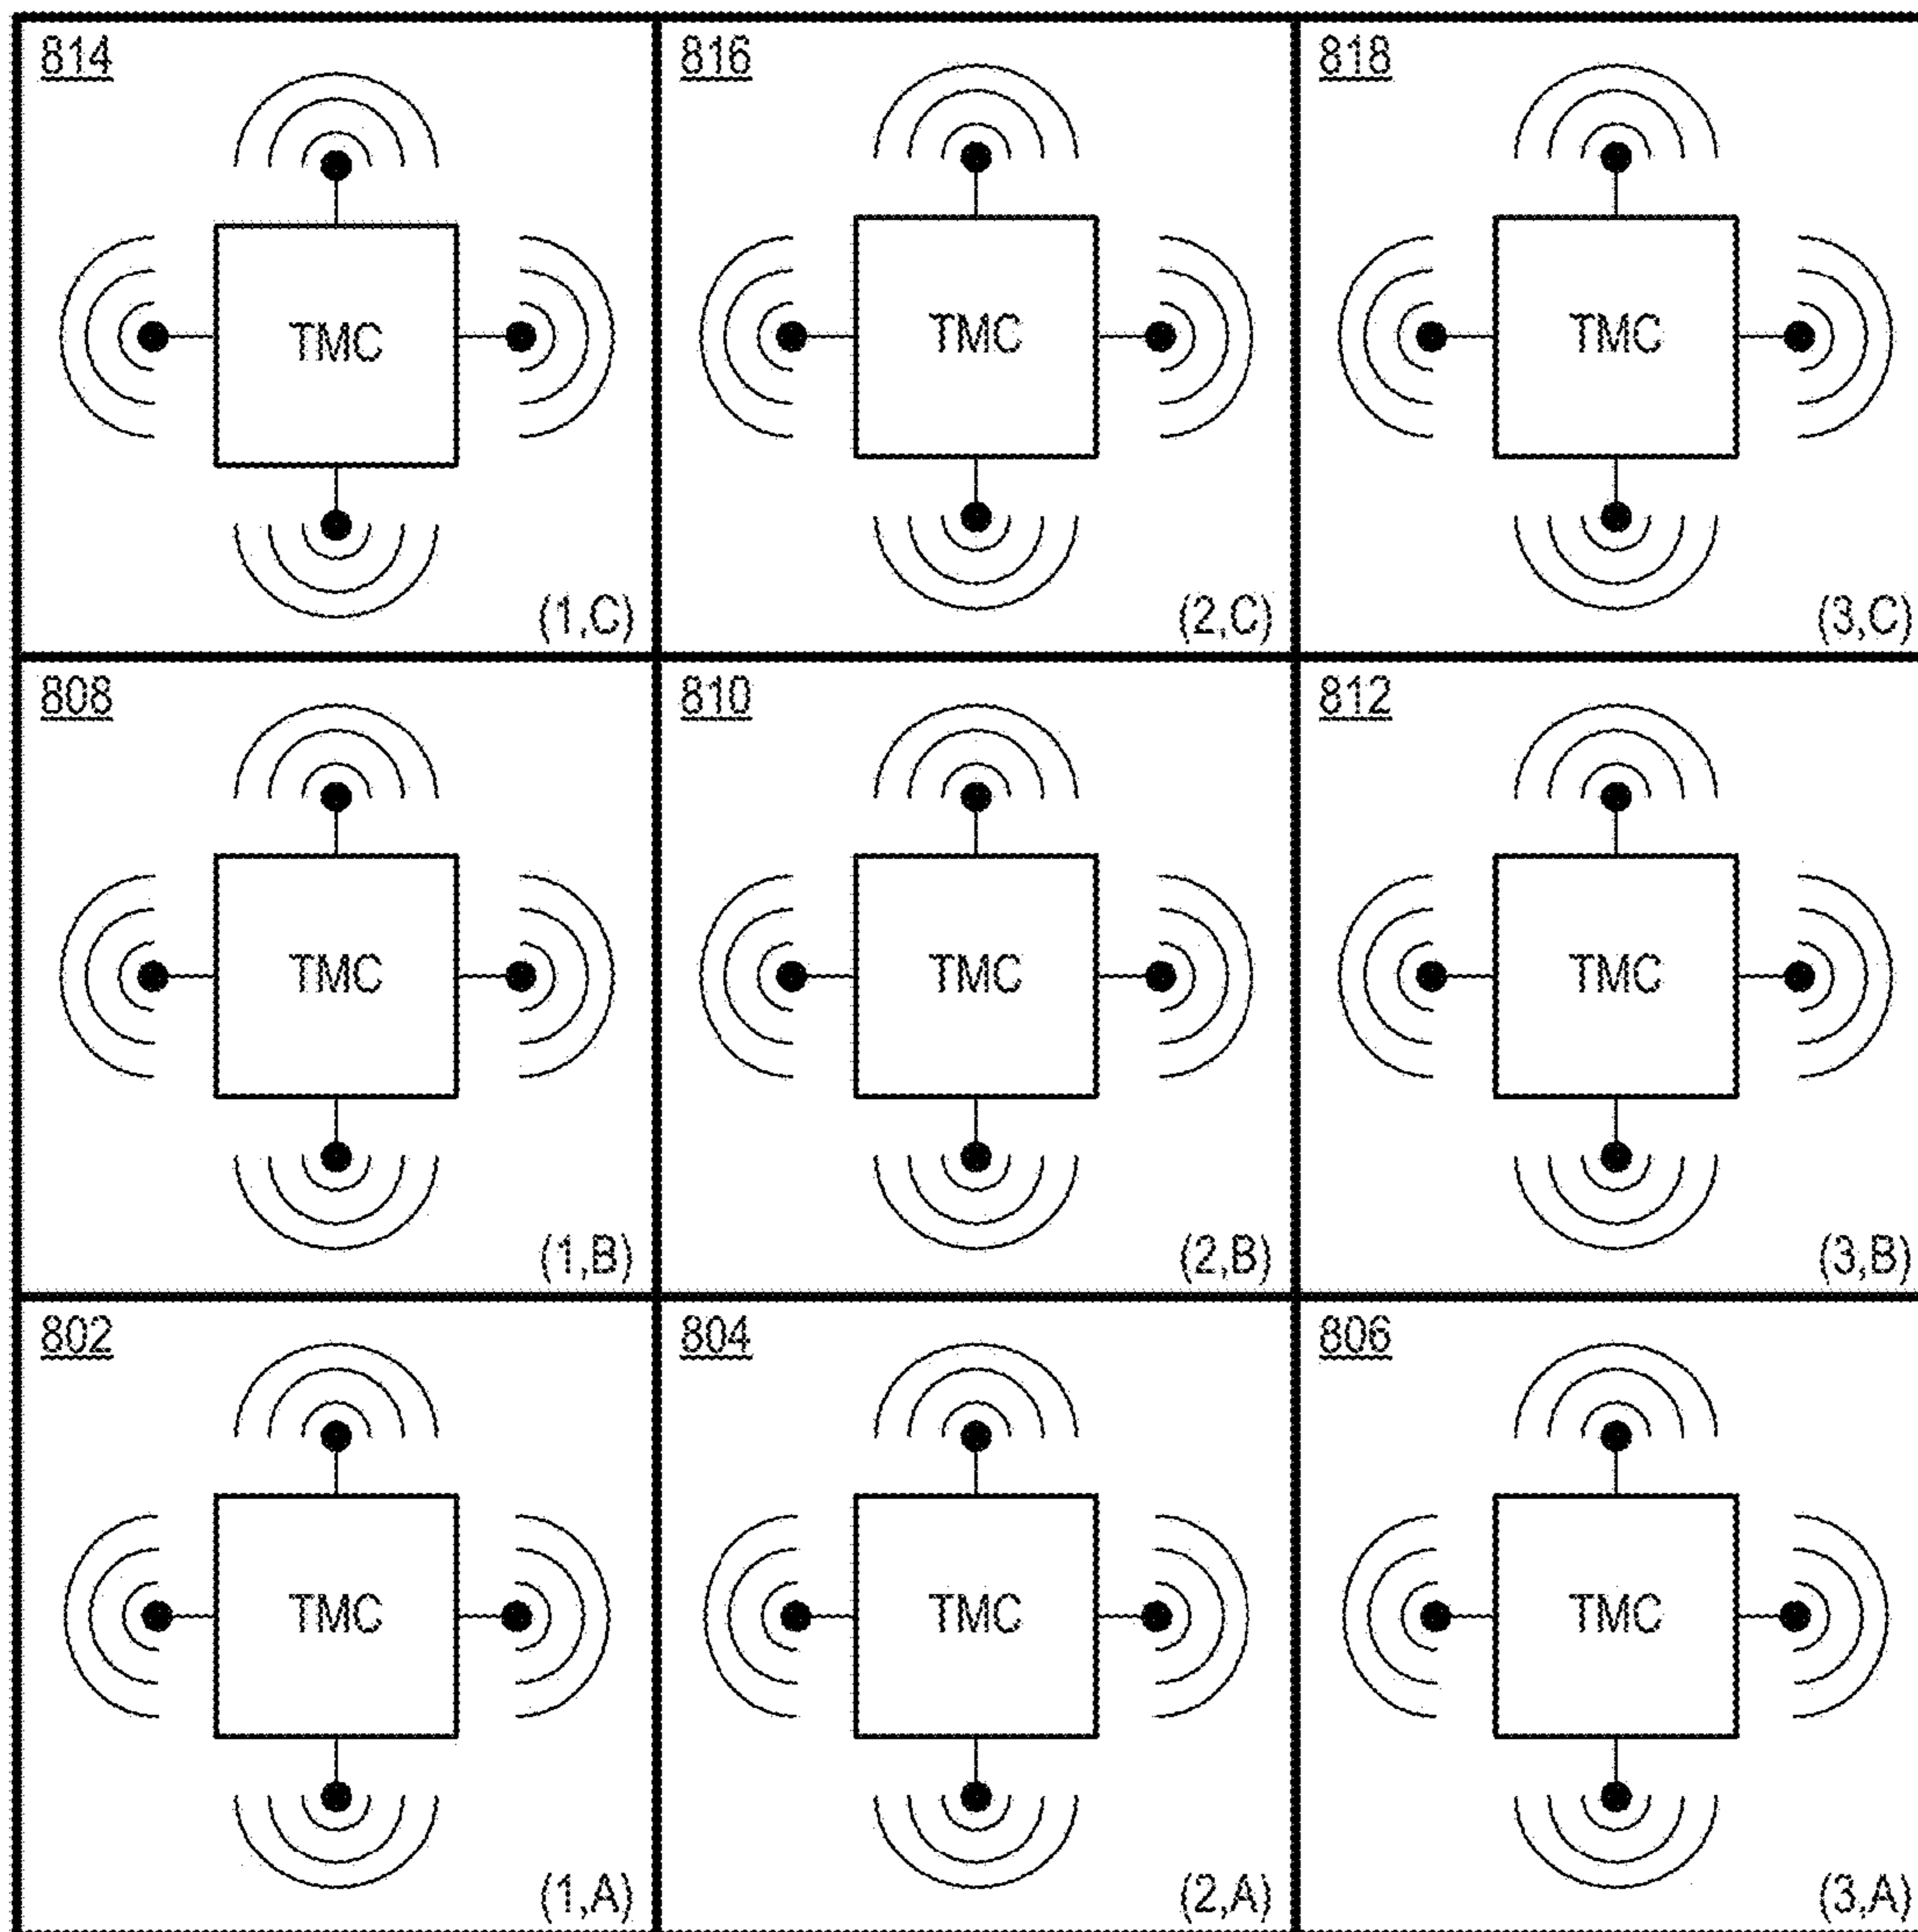 814 816 818
TMC TMC TMC
(1,C) (2,C) (3,C)
808 810 812
TMC TMC TMC
(1,B) (2,B) (3,B)
802 804 806
TMC TMC TMC
(1,A) (2,A) (3,A)